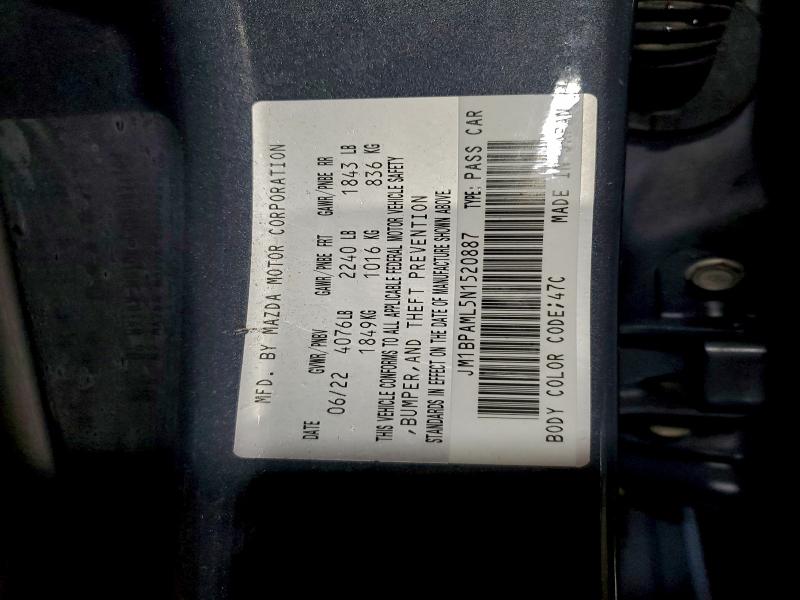 MFD. BY MAZDA MOTOR CORPORATION
DATE GVWR/PNBV GAWR/PNBE FRT GAWR/PNBE RR
06/22 4076LB 2240 LB 1843 LB
1849KG 1016 KG 836 KG
THIS VEHICLE CONFORMS TO ALL APPLICABLE FEDERAL MOTOR VEHICLE SAFETY
,BUMPER,AND THEFT PREVENTION
STANDARDS IN EFFECT ON THE DATE OF MANUFACTURE SHOWN ABOVE
JM1BPAML5N1520887 TYPE: PASS CAR
BODY COLOR CODE;47C MADE IN JAPAN